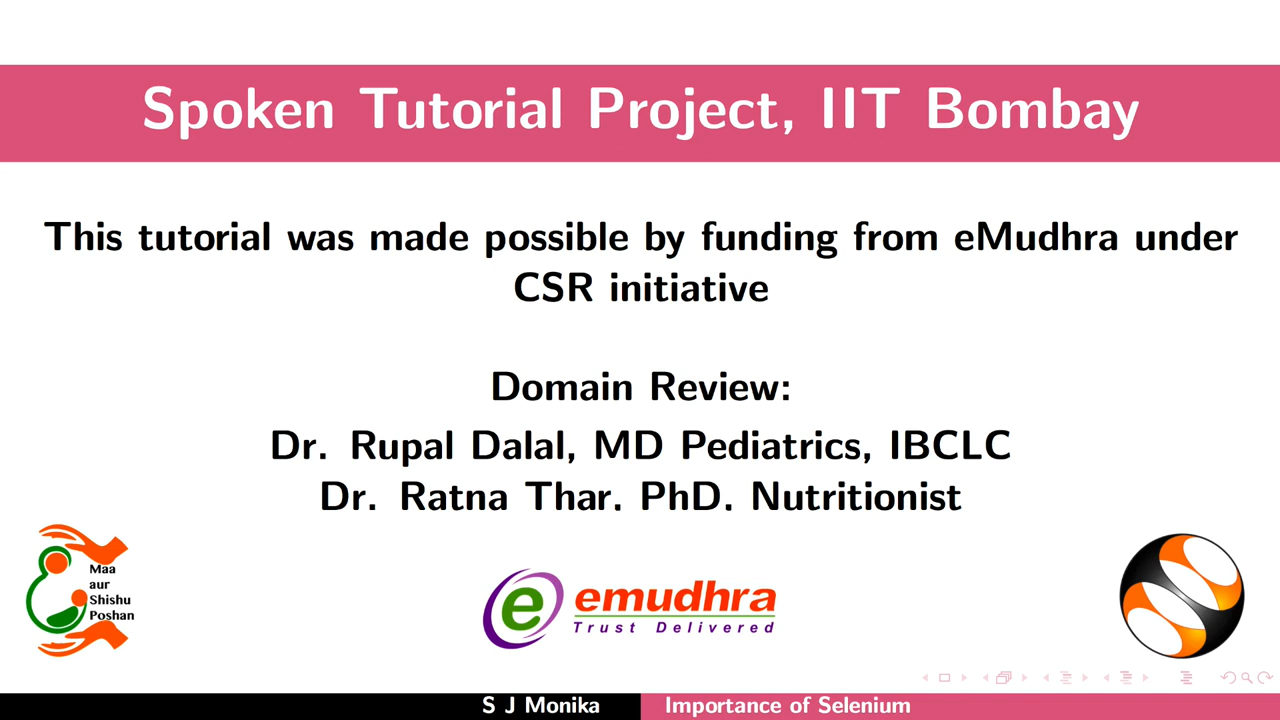 Spoken Tutorial Project, IIT Bombay
This tutorial was made possible by funding from eMudhra under
CSR initiative
Domain Review:
Dr. Rupal Dalal, MD Pediatrics, IBCLC
Dr. Ratna Thar, PhD, Nutritionist
Maa
aur
Shishu
Poshan
e emudhra
Trust Delivered
S J Monika
Importance of Selenium